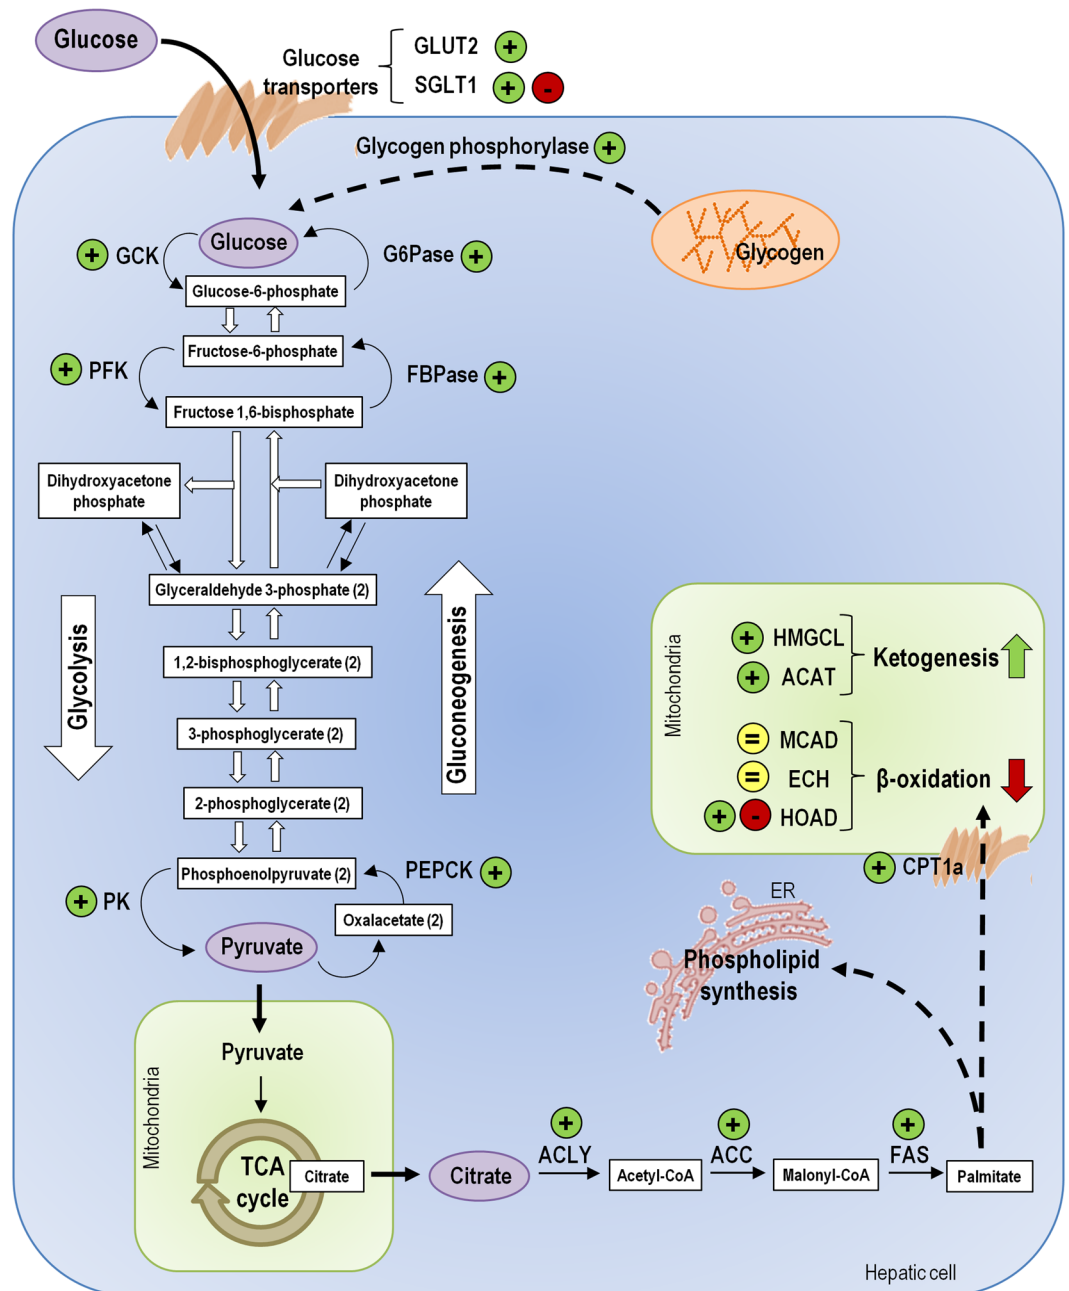 Glucose
Glucose
transporters
GLUT2 +
SGLT1 + -
Glycogen phosphorylase +
Glycogen
Glucose
+ GCK
G6Pase +
Glucose-6-phosphate
Fructose-6-phosphate
+ PFK
FBPase +
Fructose 1,6-bisphosphate
Dihydroxyacetone
phosphate
Dihydroxyacetone
phosphate
Glyceraldehyde 3-phosphate (2)
Glycolysis
Gluconeogenesis
1,2-bisphosphoglycerate (2)
3-phosphoglycerate (2)
2-phosphoglycerate (2)
Phosphoenolpyruvate (2)
PEPCK +
+ PK
Oxalacetate (2)
Pyruvate
Mitochondria
Pyruvate
TCA
cycle
Citrate
Citrate
+
ACLY
Acetyl-CoA
+
ACC
Malonyl-CoA
+
FAS
Palmitate
Mitochondria
+ HMGCL
+ ACAT
Ketogenesis
= MCAD
= ECH
+ - HOAD
β-oxidation
+ CPT1a
ER
Phospholipid
synthesis
Hepatic cell